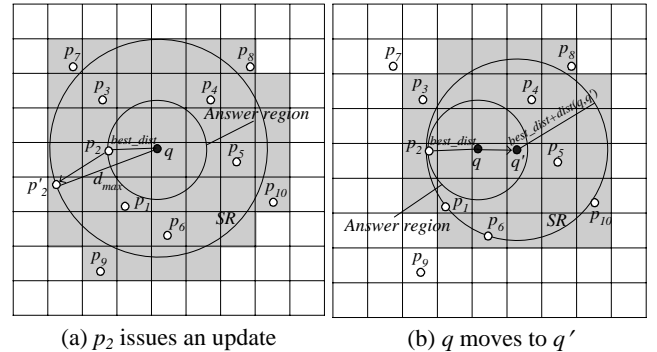 p7
p8
p3
p4
Answer region
p2
best_dist
q
p5
p'2
dmax
p1
p10
SR
p6
p9
(a) p2 issues an update
p7
p8
p3
p4
best_dist+dist(q,q')
p2
best_dist
q
q'
p5
p1
Answer region
SR
p10
p6
p9
(b) q moves to q'